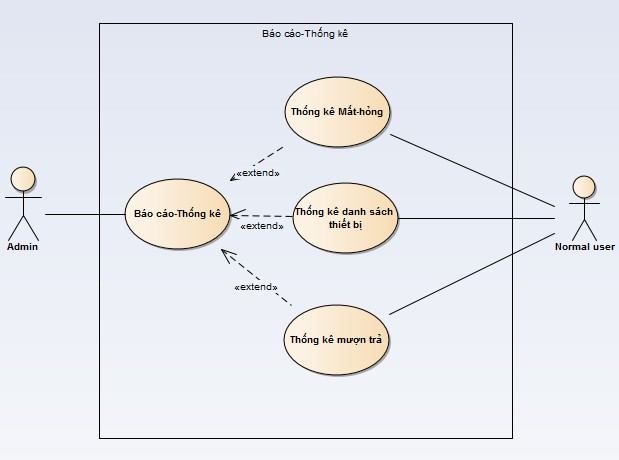 Báo cáo-Thống kê
Thống kê Mất-hỏng
«extend»
Báo cáo-Thống kê
Thống kê danh sách
thiết bị
«extend»
Admin
Normal user
«extend»
Thống kê mượn trả